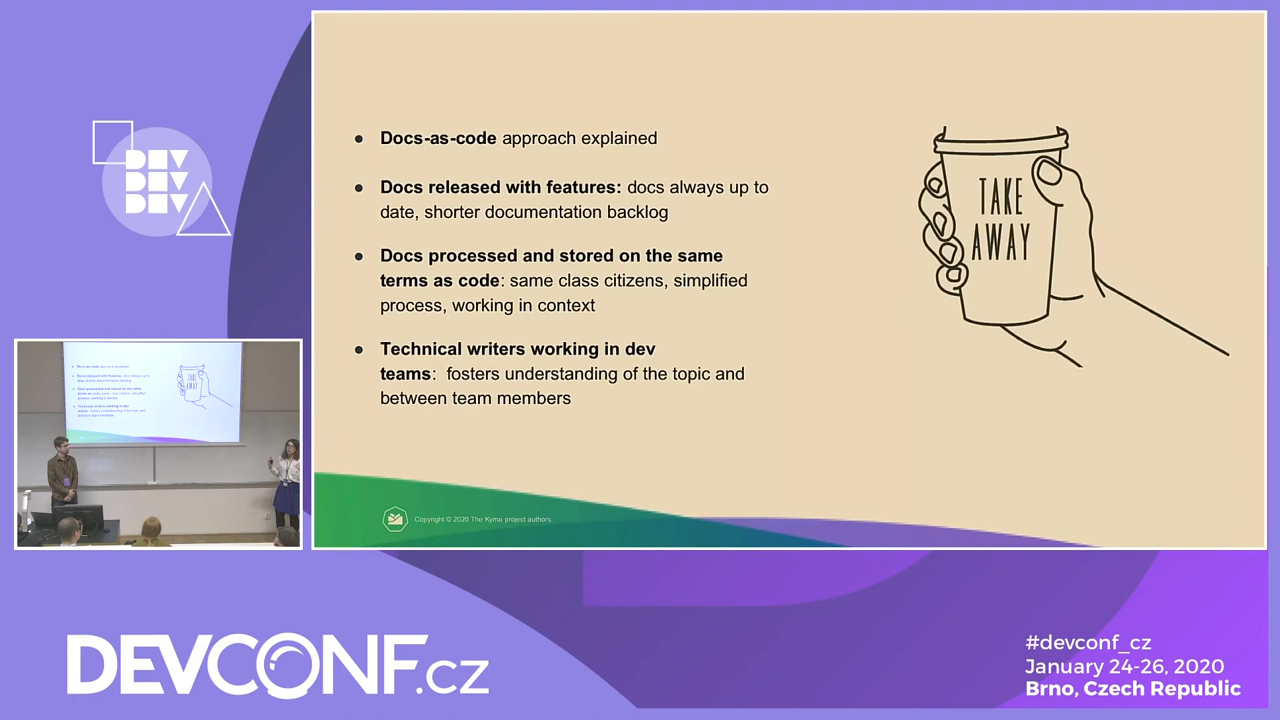 DEV
DEV
DEV
Docs-as-code approach explained
Docs released with features: docs always up to
date, shorter documentation backlog
Docs processed and stored on the same
terms as code: same class citizens, simplified
process, working in context
Technical writers working in dev
teams: fosters understanding of the topic and
between team members
TAKE
AWAY
Copyright © 2020 The Kyma project authors.
DEVCONF.cz
#devconf_cz
January 24-26, 2020
Brno, Czech Republic